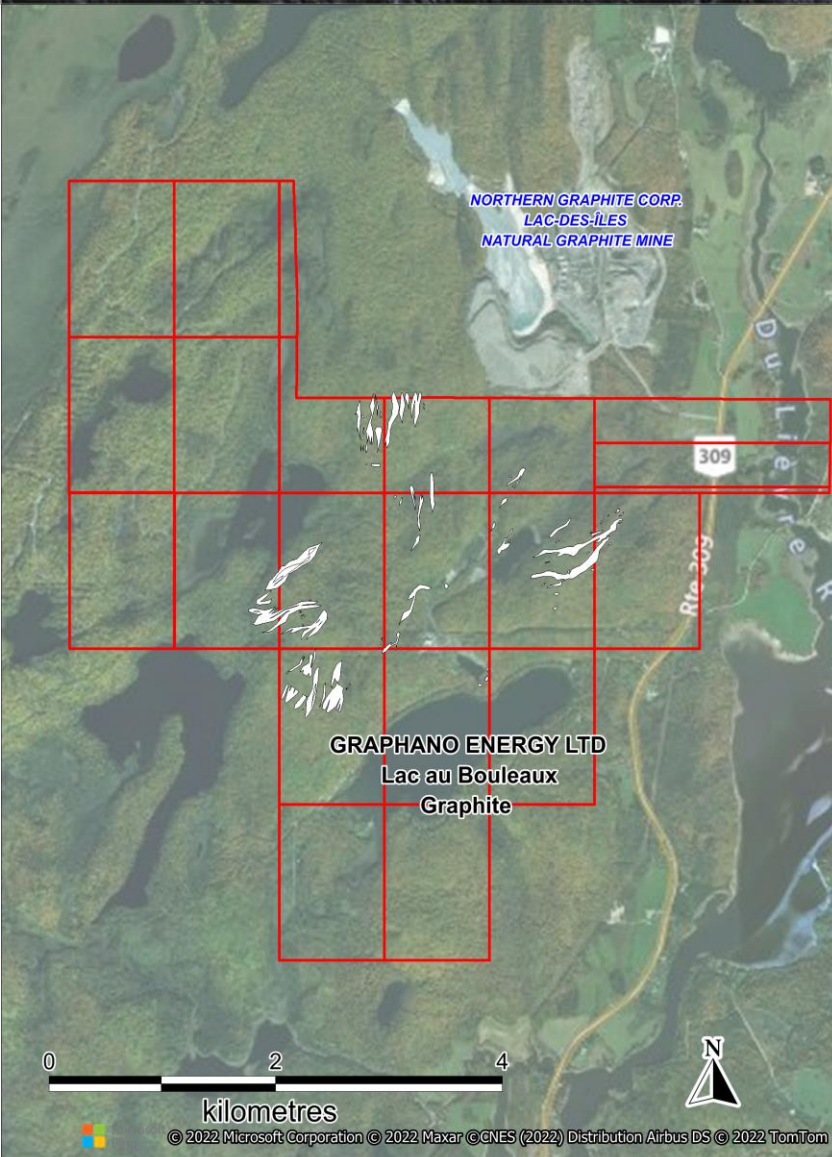 NORTHERN GRAPHITE CORP.
LAC-DES-ÎLES
NATURAL GRAPHITE MINE
309
Du Lièvre
Rte 309
GRAPHANO ENERGY LTD
Lac au Bouleaux
Graphite
0 2 4
kilometres
N
© 2022 Microsoft Corporation © 2022 Maxar ©CNES (2022) Distribution Airbus DS © 2022 TomTom